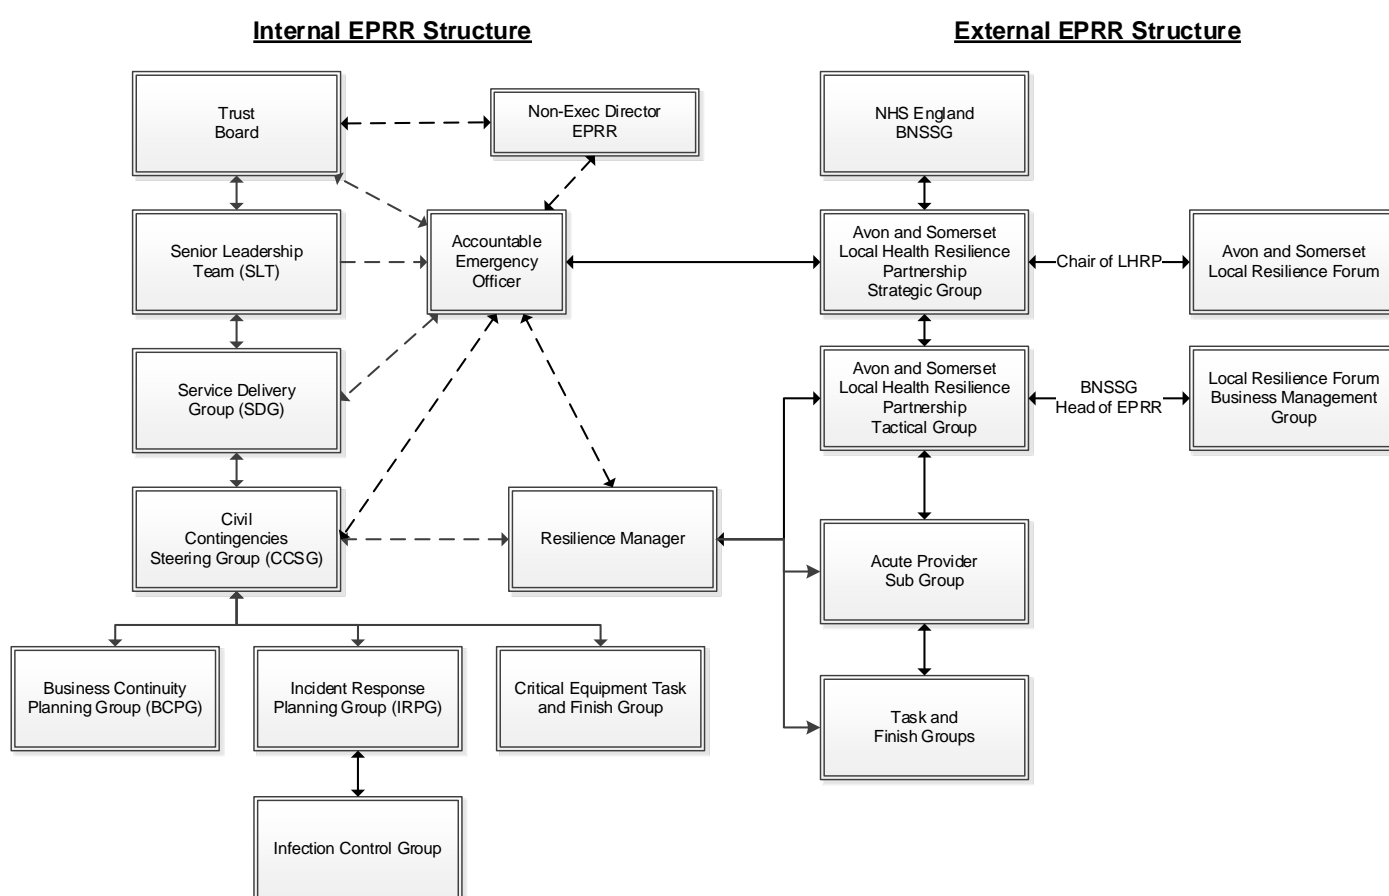 Internal EPRR Structure
External EPRR Structure
Trust
Board
Non-Exec Director
EPRR
NHS England
BNSSG
Senior Leadership
Team (SLT)
Accountable
Emergency
Officer
Avon and Somerset
Local Health Resilience
Partnership
Strategic Group
Chair of LHRP
Avon and Somerset
Local Resilience Forum
Service Delivery
Group (SDG)
Avon and Somerset
Local Health Resilience
Partnership
Tactical Group
BNSSG
Head of EPRR
Local Resilience Forum
Business Management
Group
Civil
Contingencies
Steering Group (CCSG)
Resilience Manager
Acute Provider
Sub Group
Business Continuity
Planning Group (BCPG)
Incident Response
Planning Group (IRPG)
Critical Equipment Task
and Finish Group
Task and
Finish Groups
Infection Control Group